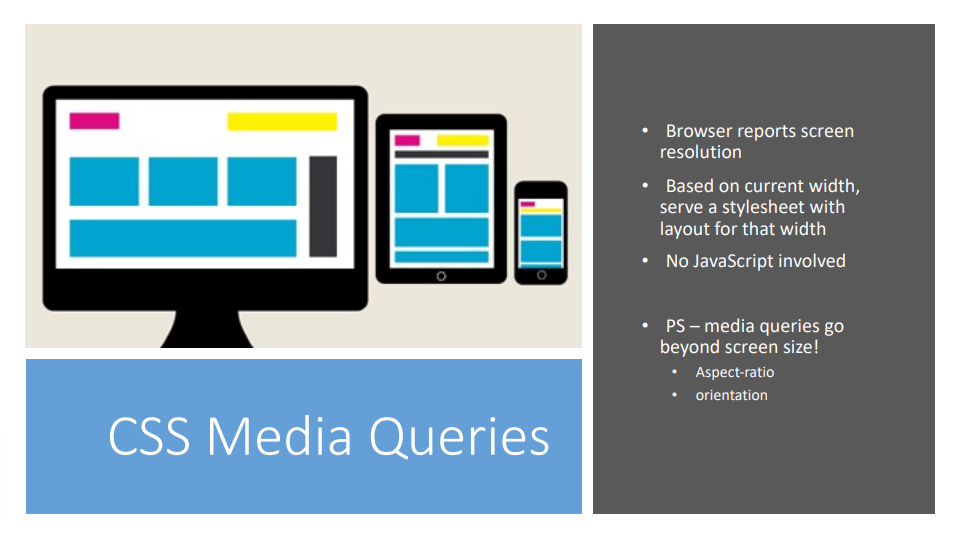 CSS Media Queries
• Browser reports screen
resolution
• Based on current width,
serve a stylesheet with
layout for that width
• No JavaScript involved
• PS – media queries go
beyond screen size!
• Aspect-ratio
• orientation